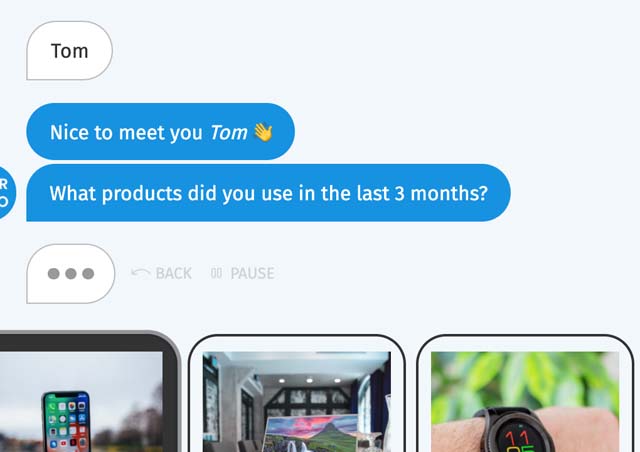 Tom
Nice to meet you Tom 👋
R
O
What products did you use in the last 3 months?
BACK PAUSE
11